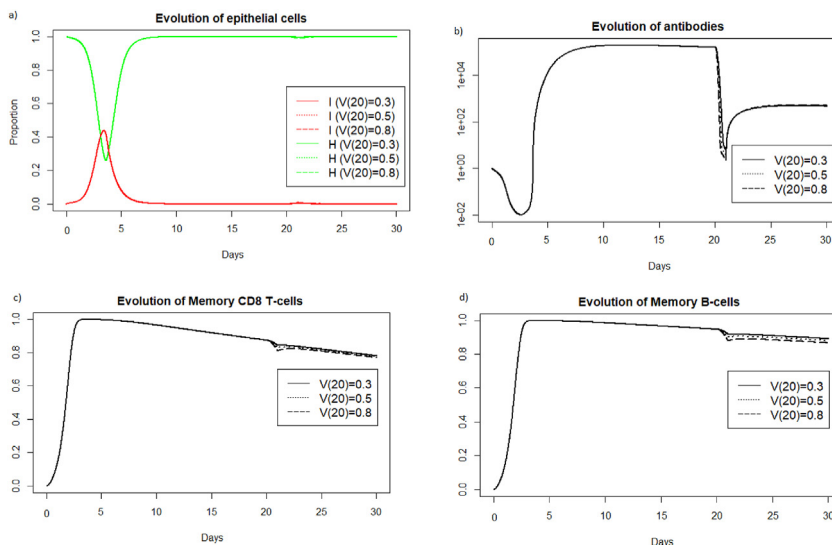 a)
Evolution of epithelial cells
Proportion
1.0
0.8
0.6
0.4
0.2
0.0
I (V(20)=0.3)
I (V(20)=0.5)
I (V(20)=0.8)
H (V(20)=0.3)
H (V(20)=0.5)
H (V(20)=0.8)
0 5 10 15 20 25 30
Days
b)
Evolution of antibodies
1e+04
1e+02
1e+00
1e-02
V(20)=0.3
V(20)=0.5
V(20)=0.8
0 5 10 15 20 25 30
Days
c)
Evolution of Memory CD8 T-cells
1.0
0.8
0.6
0.4
0.2
0.0
V(20)=0.3
V(20)=0.5
V(20)=0.8
0 5 10 15 20 25 30
Days
d)
Evolution of Memory B-cells
1.0
0.8
0.6
0.4
0.2
0.0
V(20)=0.3
V(20)=0.5
V(20)=0.8
0 5 10 15 20 25 30
Days